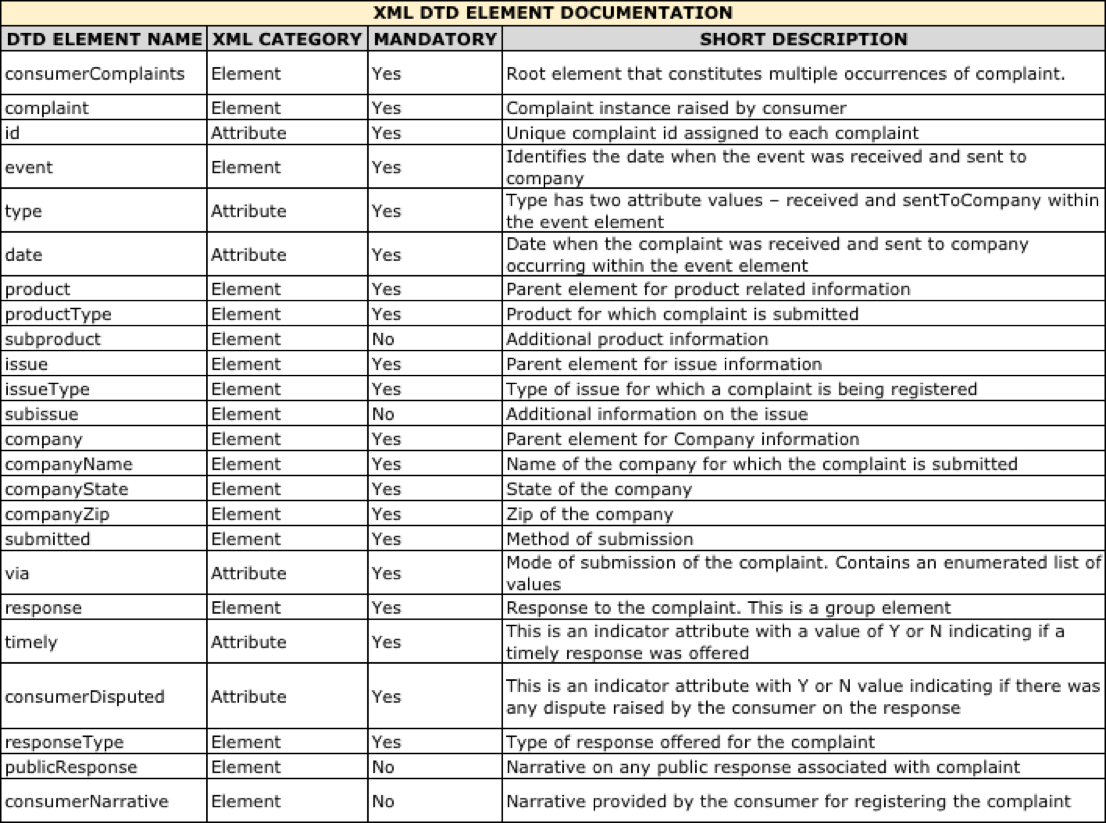 XML DTD ELEMENT DOCUMENTATION
DTD ELEMENT NAME XML CATEGORY MANDATORY SHORT DESCRIPTION
consumerComplaints Element Yes Root element that constitutes multiple occurrences of complaint.
complaint Element Yes Complaint instance raised by consumer
id Attribute Yes Unique complaint id assigned to each complaint
event Element Yes Identifies the date when the event was received and sent to
company
type Attribute Yes Type has two attribute values – received and sentToCompany within
the event element
date Attribute Yes Date when the complaint was received and sent to company
occurring within the event element
product Element Yes Parent element for product related information
productType Element Yes Product for which complaint is submitted
subproduct Element No Additional product information
issue Element Yes Parent element for issue information
issueType Element Yes Type of issue for which a complaint is being registered
subissue Element No Additional information on the issue
company Element Yes Parent element for Company information
companyName Element Yes Name of the company for which the complaint is submitted
companyState Element Yes State of the company
companyZip Element Yes Zip of the company
submitted Element Yes Method of submission
via Attribute Yes Mode of submission of the complaint. Contains an enumerated list of
values
response Element Yes Response to the complaint. This is a group element
timely Attribute Yes This is an indicator attribute with a value of Y or N indicating if a
timely response was offered
consumerDisputed Attribute Yes This is an indicator attribute with Y or N value indicating if there was
any dispute raised by the consumer on the response
responseType Element Yes Type of response offered for the complaint
publicResponse Element No Narrative on any public response associated with complaint
consumerNarrative Element No Narrative provided by the consumer for registering the complaint